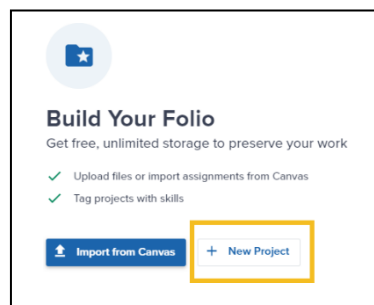 Build Your Folio
Get free, unlimited storage to preserve your work
Upload files or import assignments from Canvas
Tag projects with skills
Import from Canvas + New Project